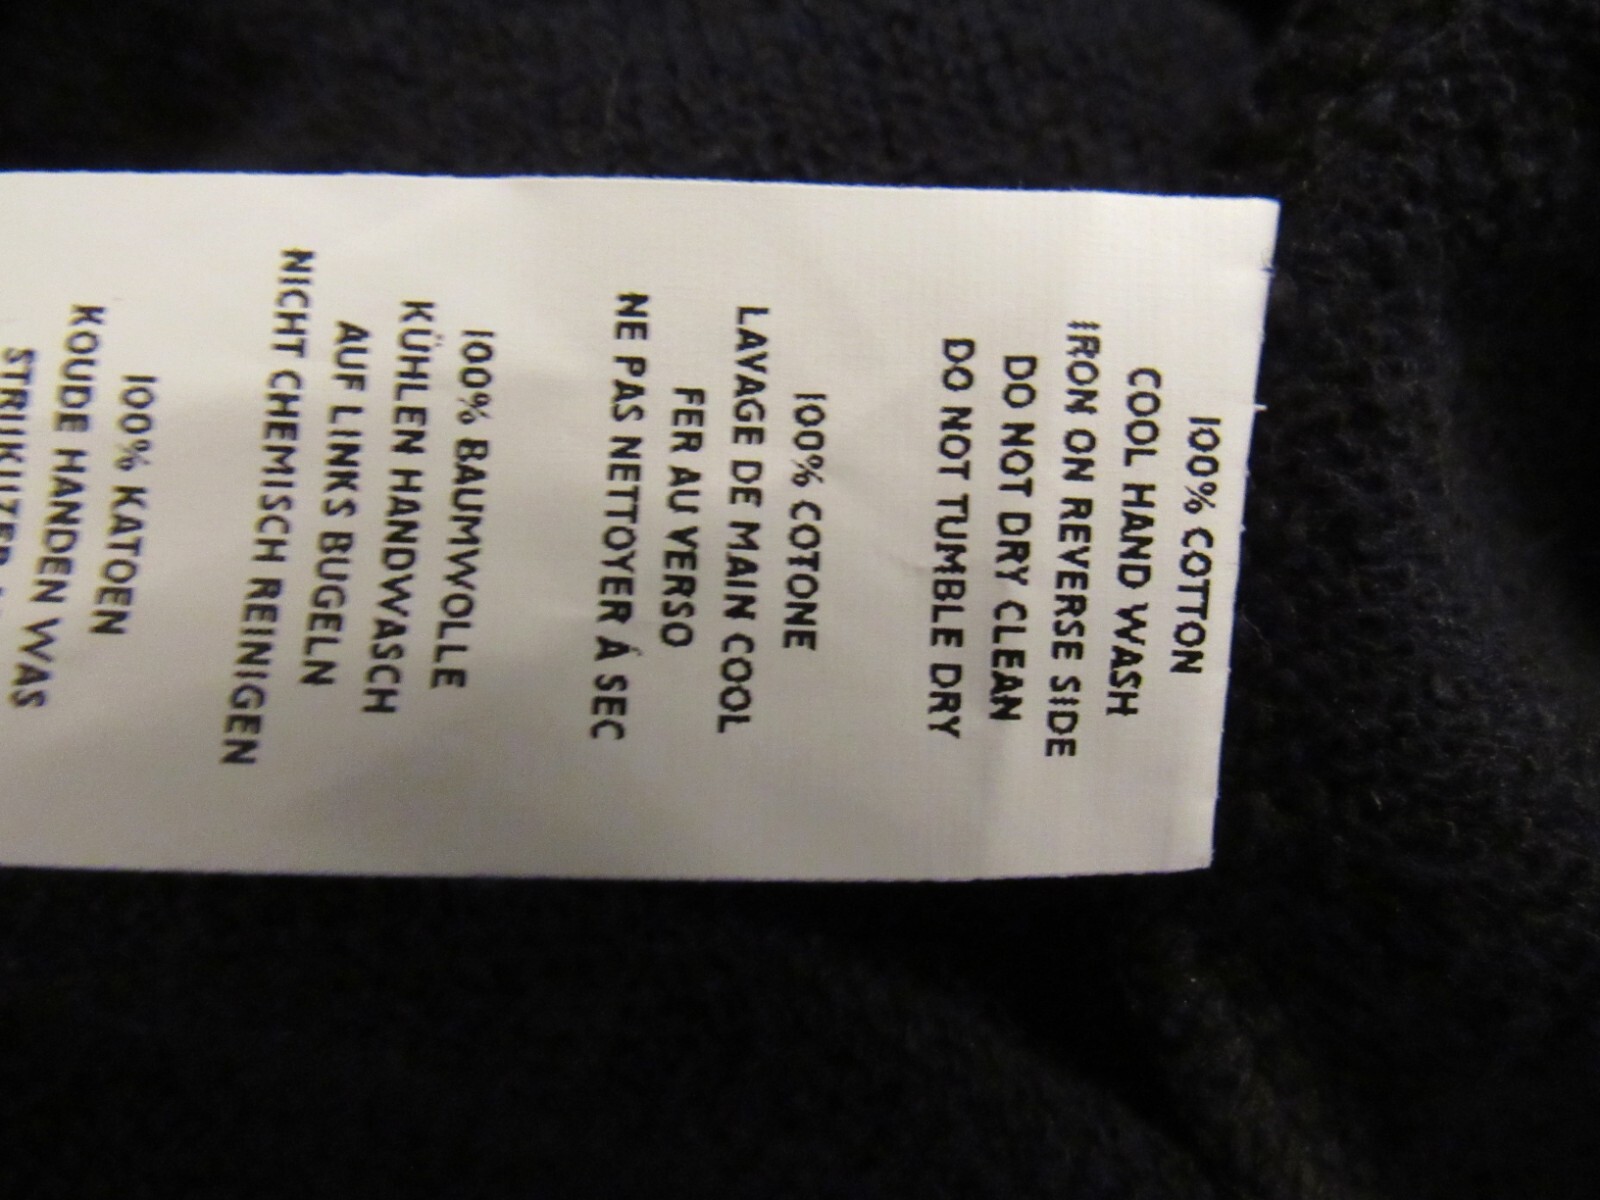 100% COTTON
COOL HAND WASH
IRON ON REVERSE SIDE
DO NOT DRY CLEAN
DO NOT TUMBLE DRY
100% COTONE
LAVAGE DE MAIN COOL
FER AU VERSO
NE PAS NETTOYER Á SEC
100% BAUMWOLLE
KÜHLEN HANDWASCH
AUF LINKS BUGELN
NICHT CHEMISCH REINIGEN
100% KATOEN
KOUDE HANDEN WAS